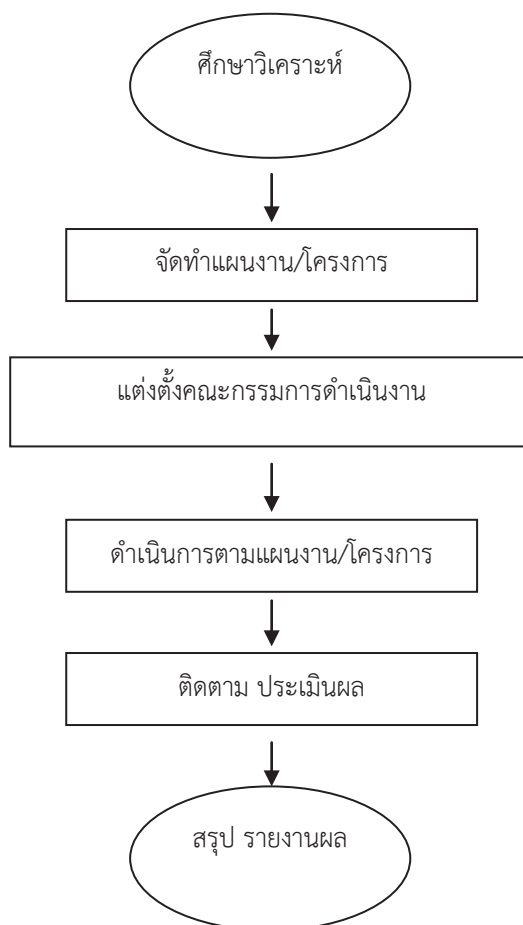 ศึกษาวิเคราะห์
จัดทำแผนงาน/โครงการ
แต่งตั้งคณะกรรมการดำเนินงาน
ดำเนินการตามแผนงาน/โครงการ
ติดตาม ประเมินผล
สรุป รายงานผล